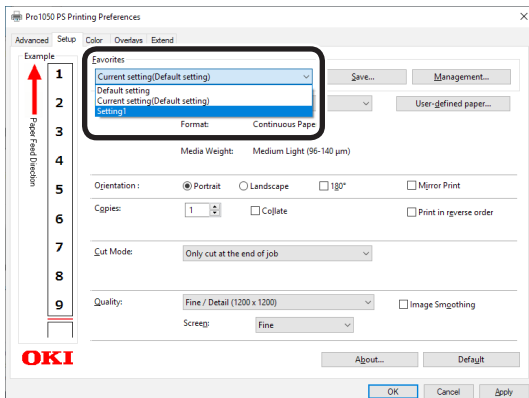 Pro1050 PS Printing Preferences
Advanced Setup Color Overlays Extend
Example
Paper Feed Direction
1
2
3
4
5
6
7
8
9
OKI
Favorites
Current setting(Default setting) Save... Management...
Default setting
Current setting(Default setting)
Setting1
User-defined paper...
Format: Continuous Pape
Media Weight: Medium Light (96-140 μm)
Orientation : Portrait Landscape 180° Mirror Print
Copies: 1 Collate Print in reverse order
Cut Mode: Only cut at the end of job
Quality: Fine / Detail (1200 x 1200) Image Smoothing
Screen: Fine
About... Default
OK Cancel Apply